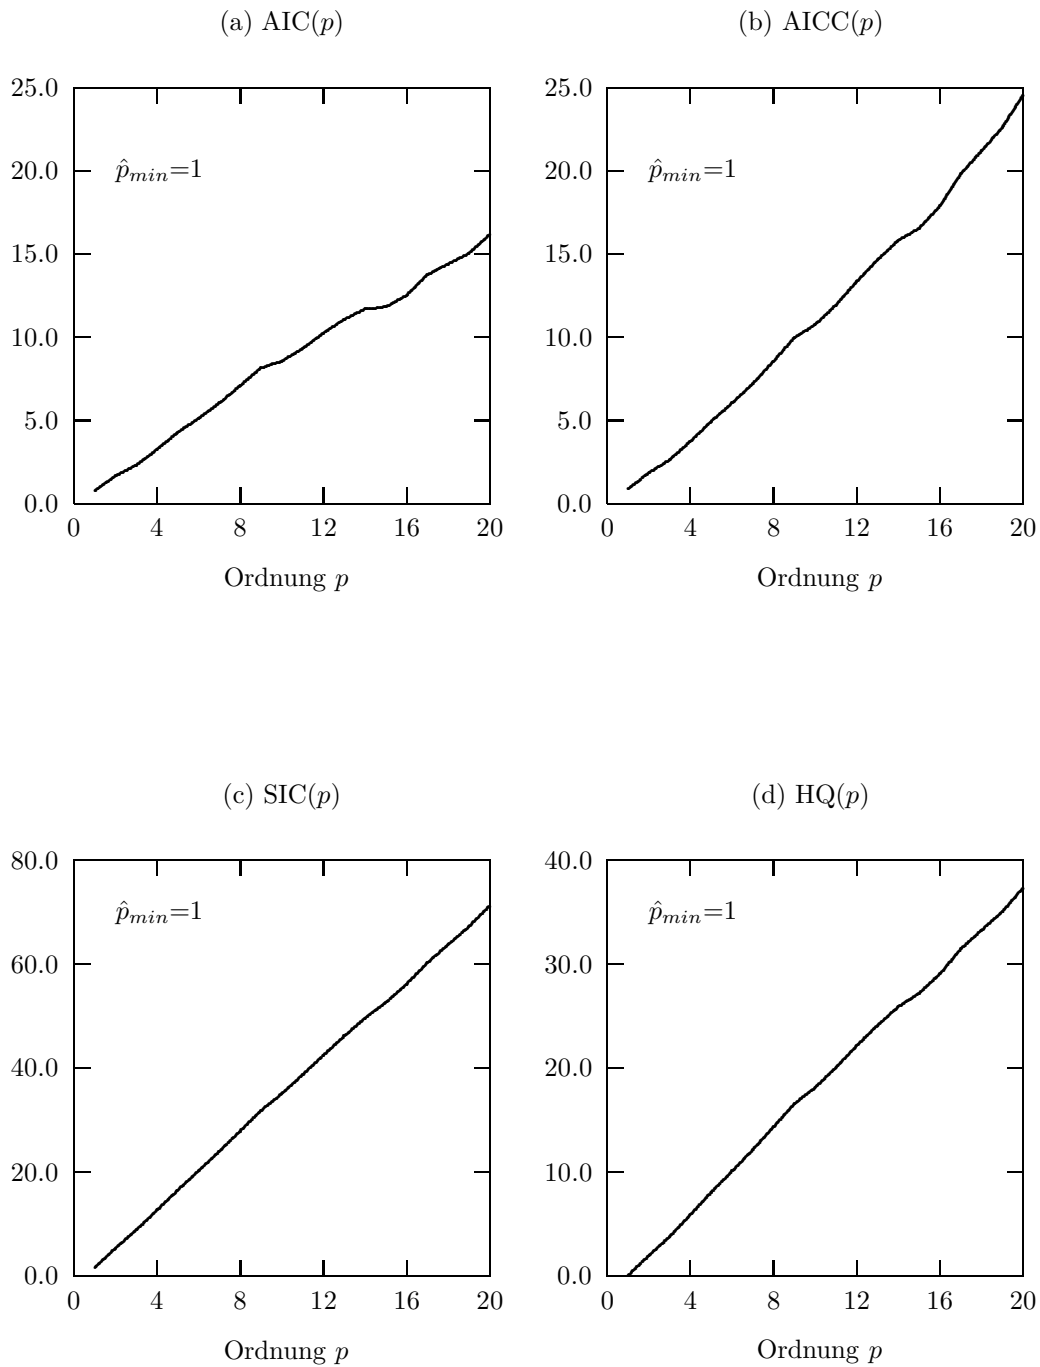 (a) AIC(p)
25.0
20.0
15.0
10.0
5.0
0.0
p̂min=1
0 4 8 12 16 20
Ordnung p
(b) AICC(p)
25.0
20.0
15.0
10.0
5.0
0.0
p̂min=1
0 4 8 12 16 20
Ordnung p
(c) SIC(p)
80.0
60.0
40.0
20.0
0.0
p̂min=1
0 4 8 12 16 20
Ordnung p
(d) HQ(p)
40.0
30.0
20.0
10.0
0.0
p̂min=1
0 4 8 12 16 20
Ordnung p